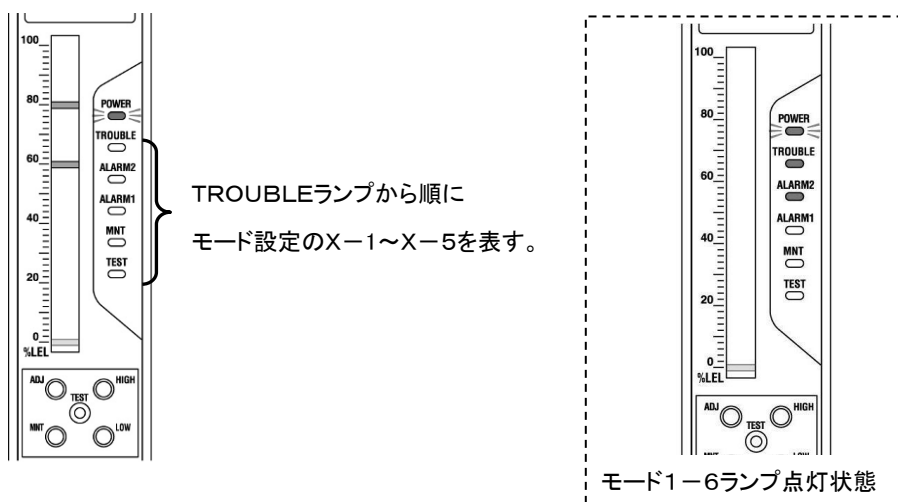 100
80
60
40
20
0
%LEL
POWER
TROUBLE
ALARM2
ALARM1
MNT
TEST
ADJ
HIGH
TEST
MNT
LOW
TROUBLEランプから順に
モード設定のX－1～X－5を表す。
100
80
60
40
20
0
%LEL
POWER
TROUBLE
ALARM2
ALARM1
MNT
TEST
ADJ
HIGH
TEST
MNT
LOW
モード1－6ランプ点灯状態